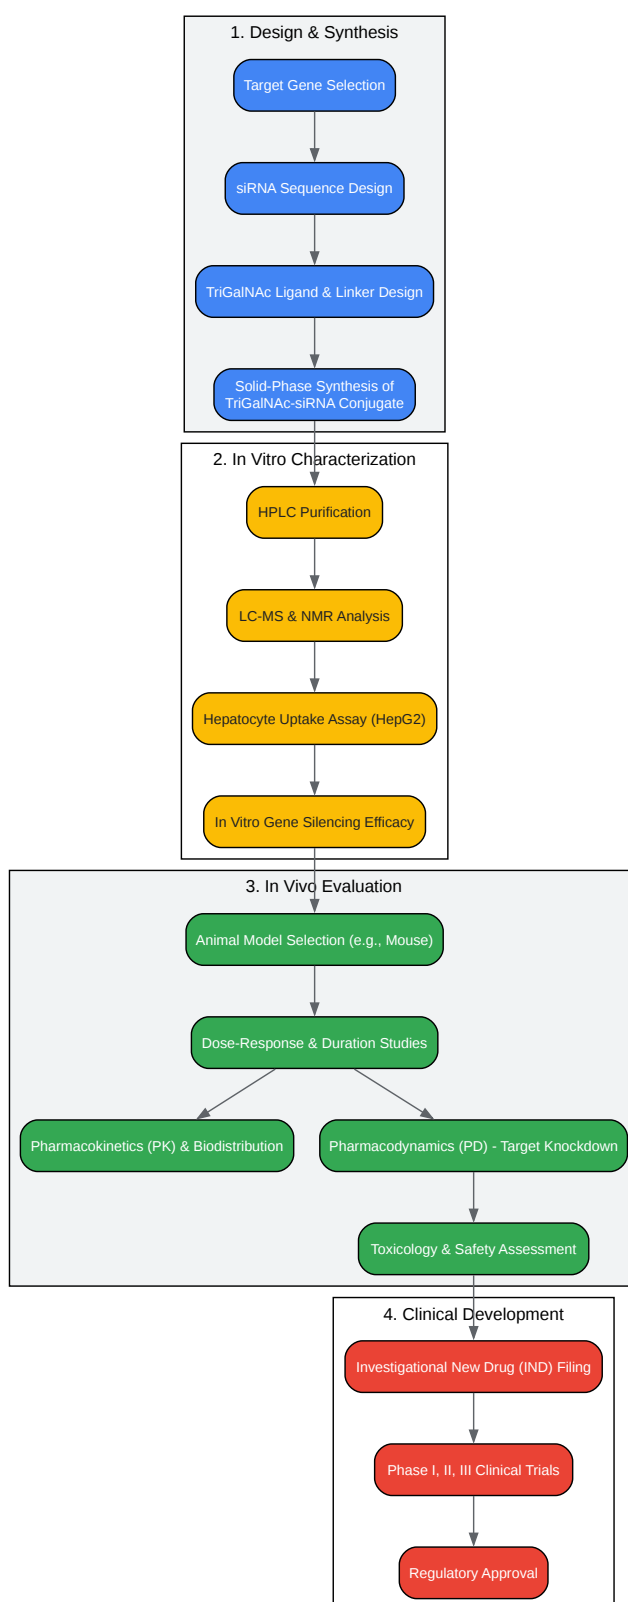 1. Design & Synthesis
Target Gene Selection
siRNA Sequence Design
TriGalNAc Ligand & Linker Design
Solid-Phase Synthesis of
TriGalNAc-siRNA Conjugate
2. In Vitro Characterization
HPLC Purification
LC-MS & NMR Analysis
Hepatocyte Uptake Assay (HepG2)
In Vitro Gene Silencing Efficacy
3. In Vivo Evaluation
Animal Model Selection (e.g., Mouse)
Dose-Response & Duration Studies
Pharmacokinetics (PK) & Biodistribution
Pharmacodynamics (PD) - Target Knockdown
Toxicology & Safety Assessment
4. Clinical Development
Investigational New Drug (IND) Filing
Phase I, II, III Clinical Trials
Regulatory Approval